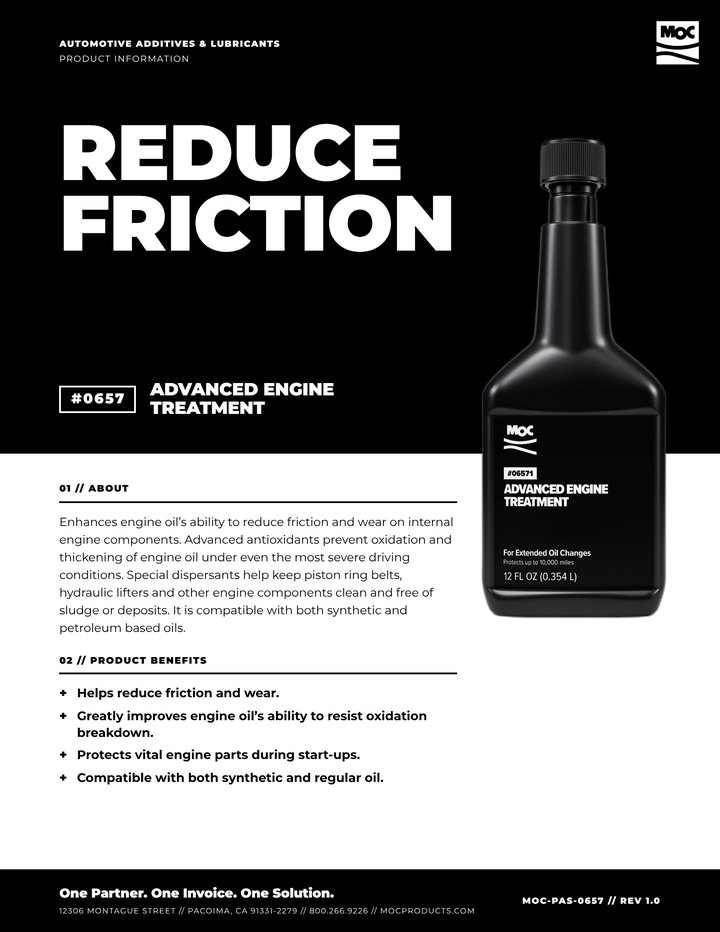 AUTOMOTIVE ADDITIVES & LUBRICANTS
PRODUCT INFORMATION
MOC
REDUCE
FRICTION
#0657
ADVANCED ENGINE
TREATMENT
MOC
#06571
ADVANCED ENGINE
TREATMENT
For Extended Oil Changes
Protects up to 10,000 miles
12 FL OZ (0.354 L)
01 // ABOUT
Enhances engine oil’s ability to reduce friction and wear on internal
engine components. Advanced antioxidants prevent oxidation and
thickening of engine oil under even the most severe driving
conditions. Special dispersants help keep piston ring belts,
hydraulic lifters and other engine components clean and free of
sludge or deposits. It is compatible with both synthetic and
petroleum based oils.
02 // PRODUCT BENEFITS
+ Helps reduce friction and wear.
+ Greatly improves engine oil’s ability to resist oxidation
breakdown.
+ Protects vital engine parts during start-ups.
+ Compatible with both synthetic and regular oil.
One Partner. One Invoice. One Solution.
12306 MONTAGUE STREET // PACOIMA, CA 91331-2279 // 800.266.9226 // MOCPRODUCTS.COM
MOC-PAS-0657 // REV 1.0